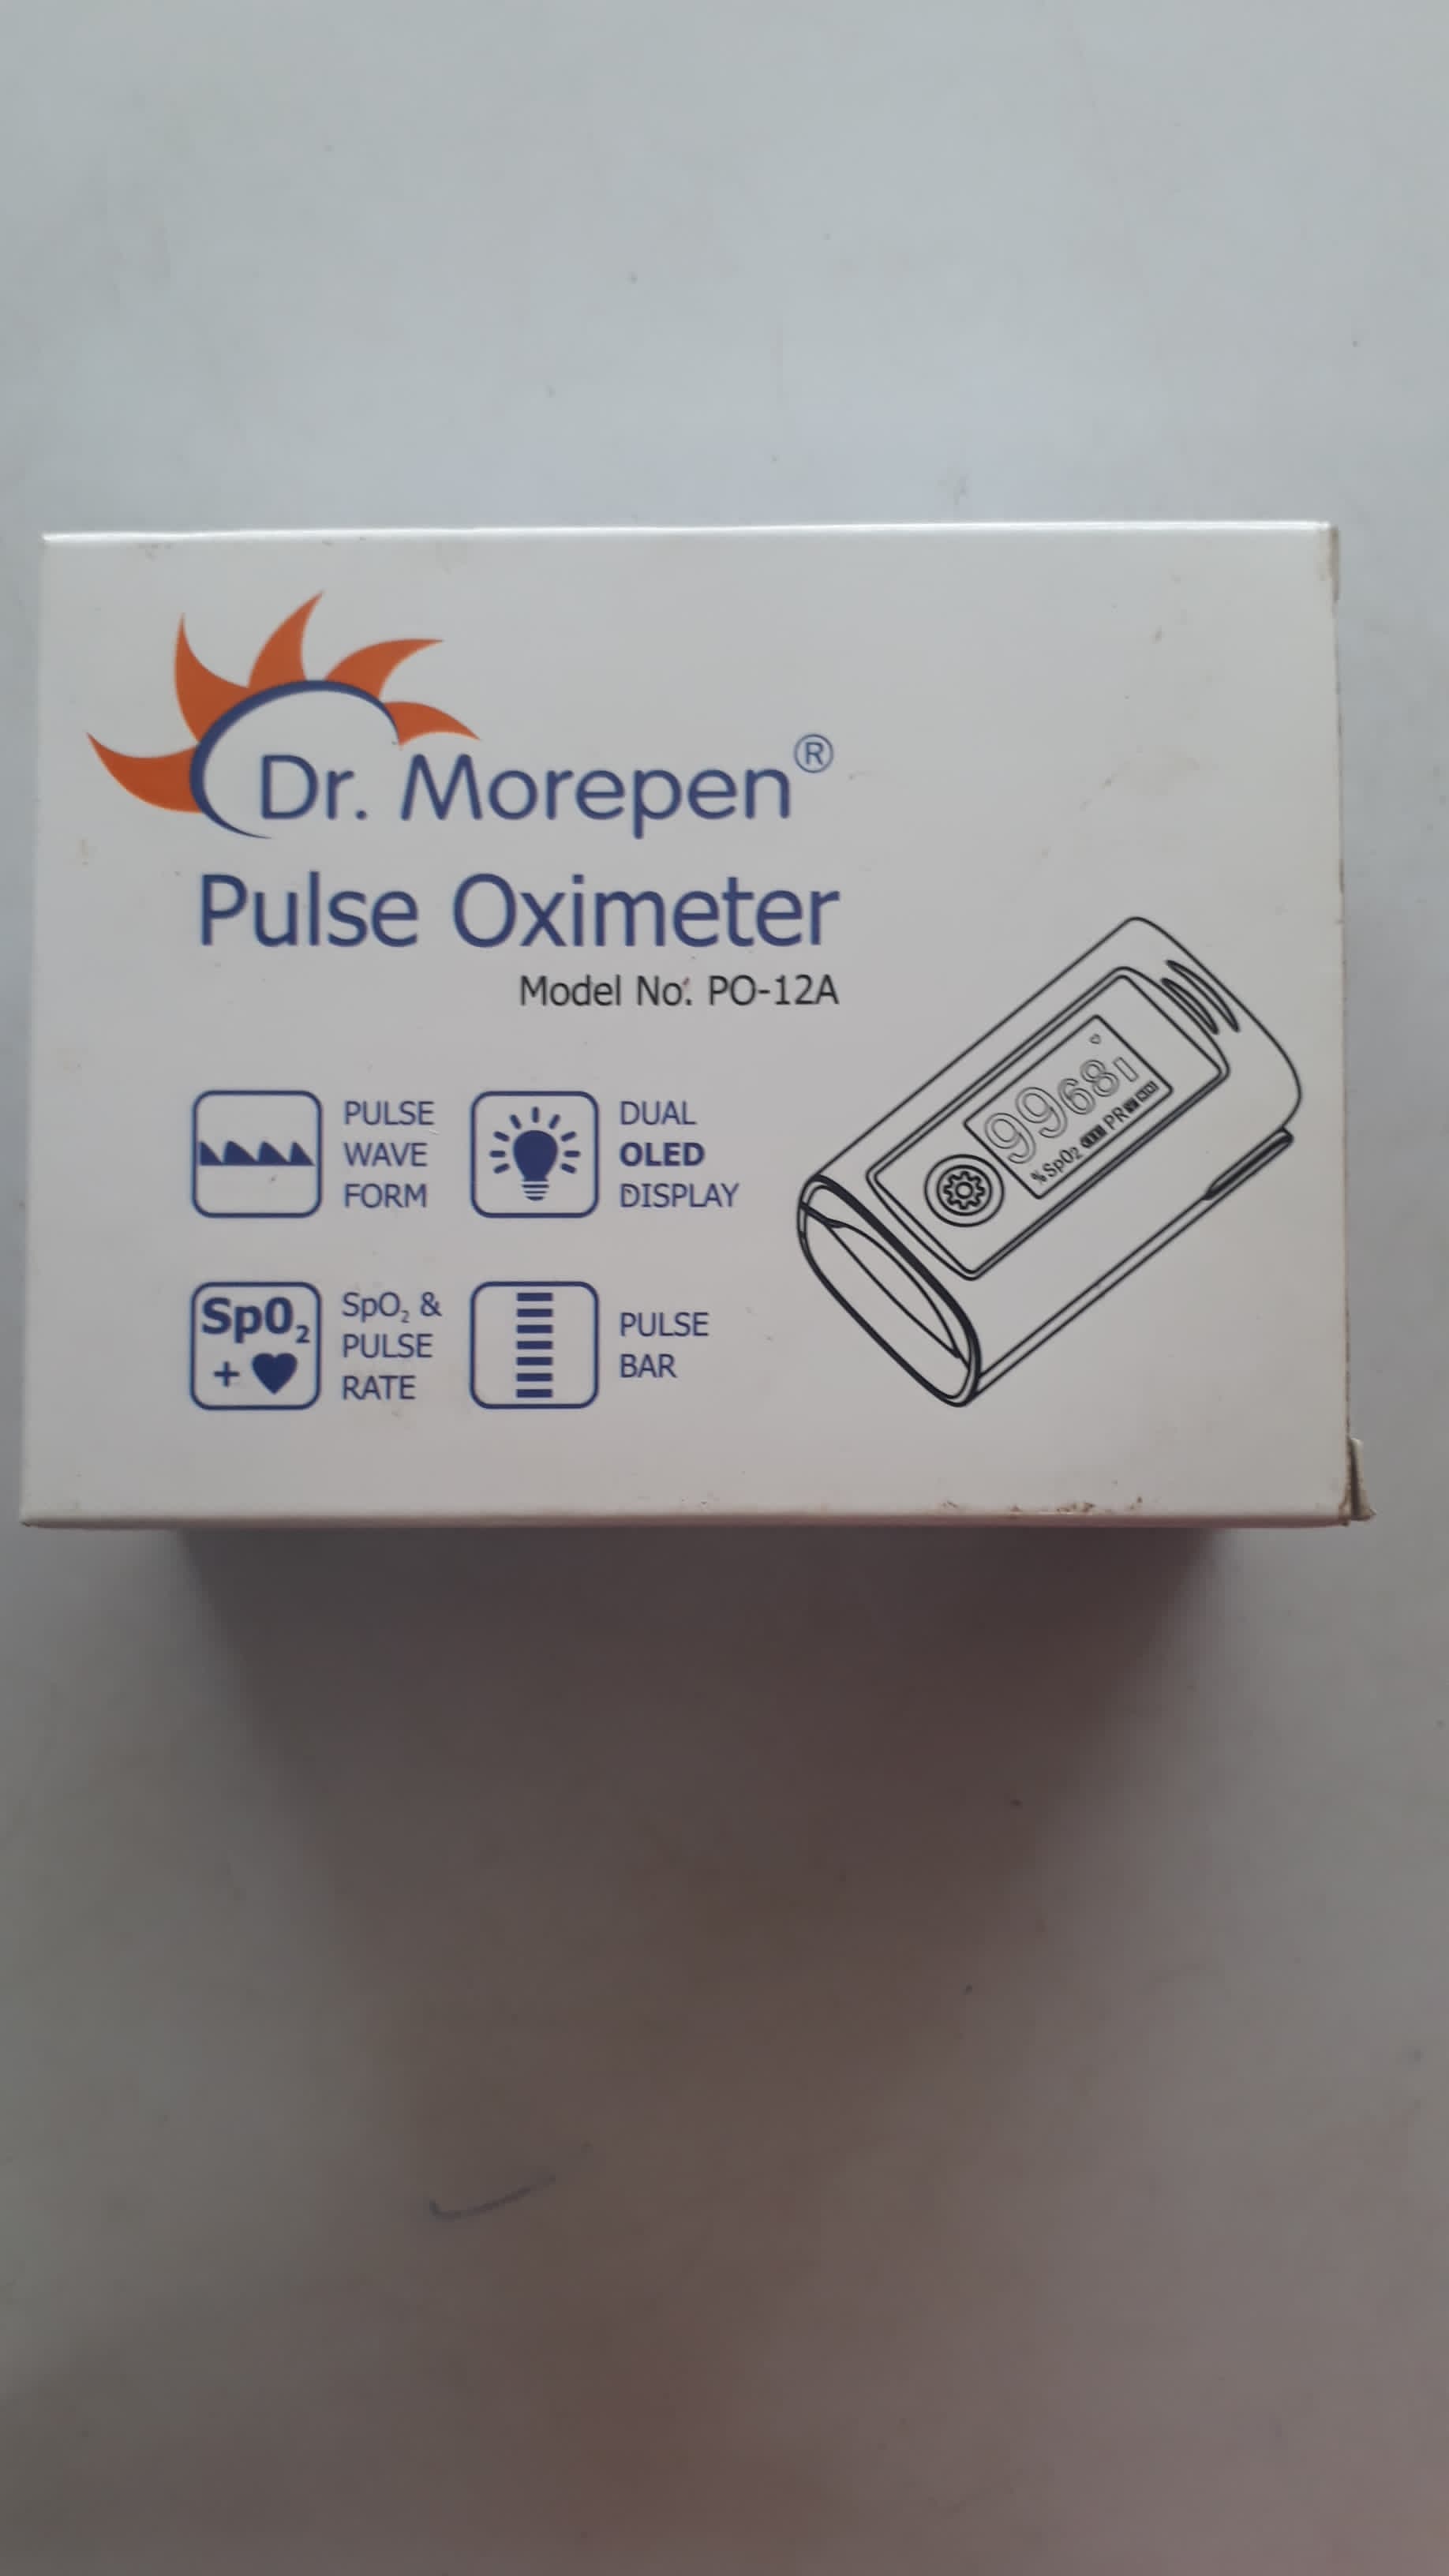 Dr. Morepen®
Pulse Oximeter
Model No. PO-12A
PULSE
WAVE
FORM
DUAL
OLED
DISPLAY
SpO₂
+
SpO₂ &
PULSE
RATE
PULSE
BAR
99 68
%SpO₂ PR